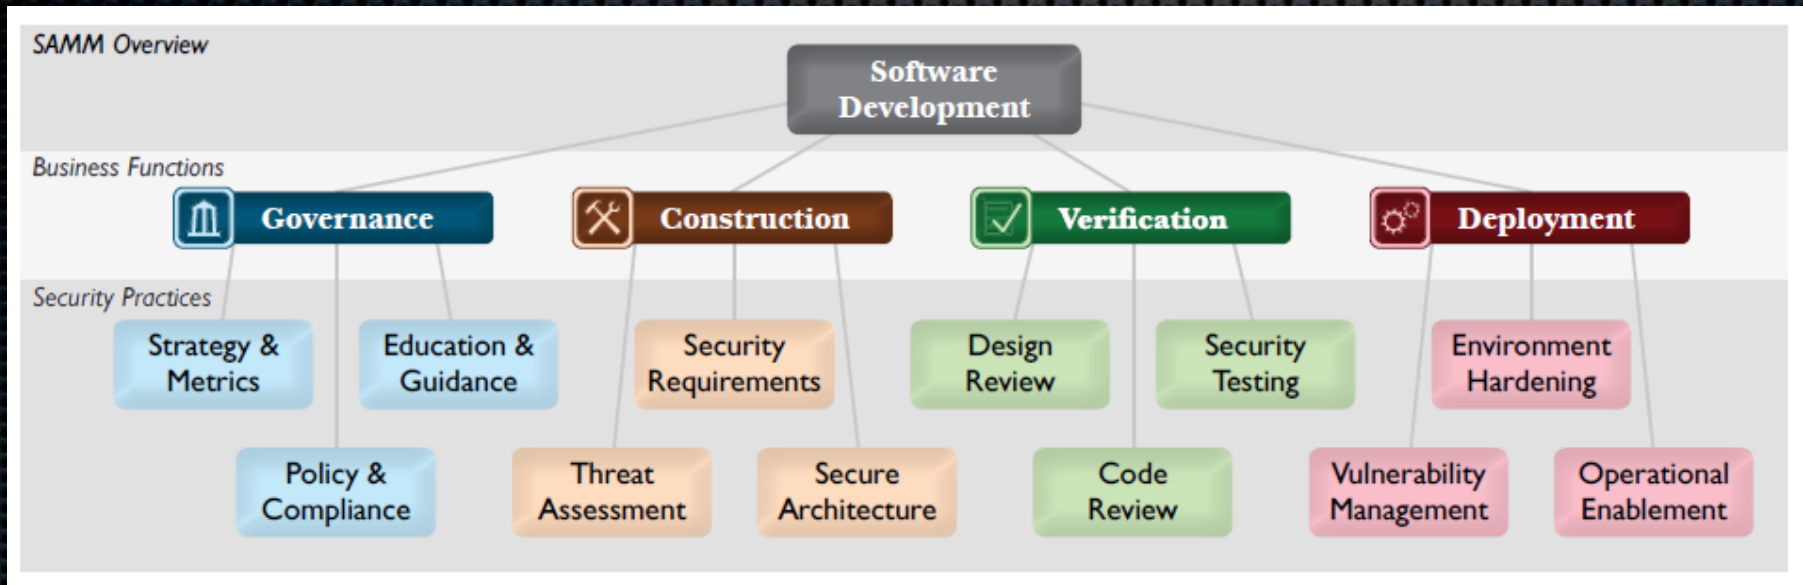 SAMM Overview
Software
Development
Business Functions
Governance
Construction
Verification
Deployment
Security Practices
Strategy &
Metrics
Education &
Guidance
Security
Requirements
Design
Review
Security
Testing
Environment
Hardening
Policy &
Compliance
Threat
Assessment
Secure
Architecture
Code
Review
Vulnerability
Management
Operational
Enablement